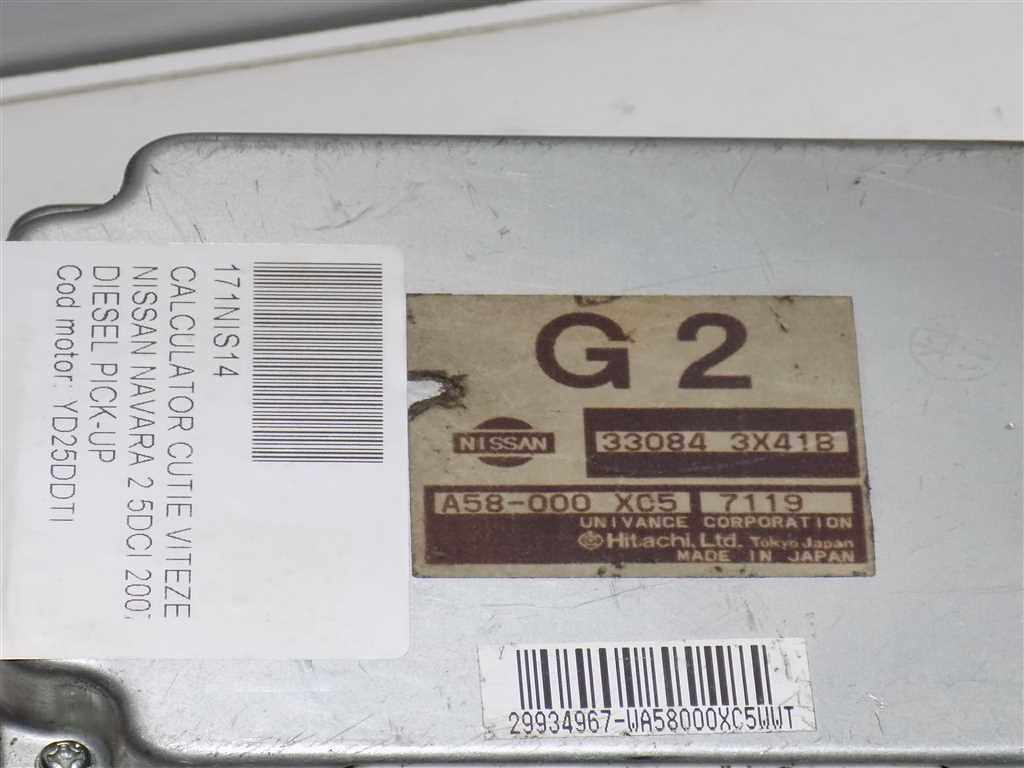 171NIS14
CALCULATOR CUTIE VITEZE
NISSAN NAVARA 2 5DCI 200
DIESEL PICK-UP
Cod motor: YD25DDTI
G 2
NISSAN
33084 3X41B
A58-000 XC5 7119
UNIVANCE CORPORATION
Hitachi, Ltd. Tokyo Japan
MADE IN JAPAN
29934967-WA58000XC5WWT